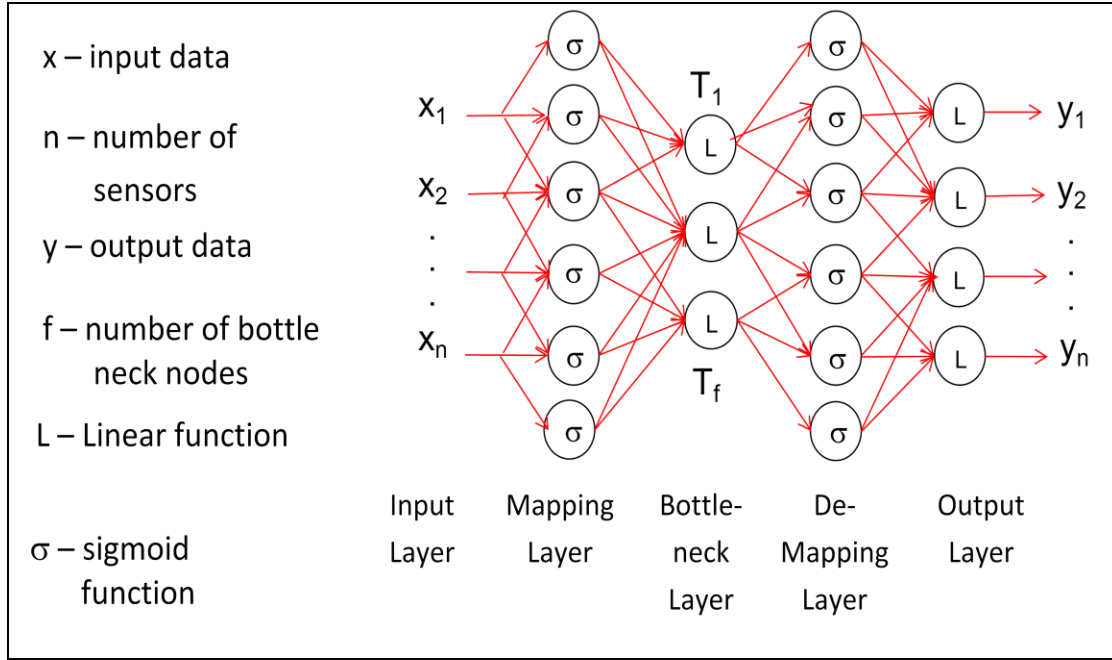 x – input data
n – number of
sensors
y – output data
f – number of bottle
neck nodes
L – Linear function
σ – sigmoid
function
x1
x2
.
.
.
xn
σ
σ
σ
σ
σ
σ
T1
L
L
L
Tf
σ
σ
σ
σ
σ
σ
L
L
L
L
y1
y2
.
.
.
yn
Input
Layer
Mapping
Layer
Bottle-
neck
Layer
De-
Mapping
Layer
Output
Layer